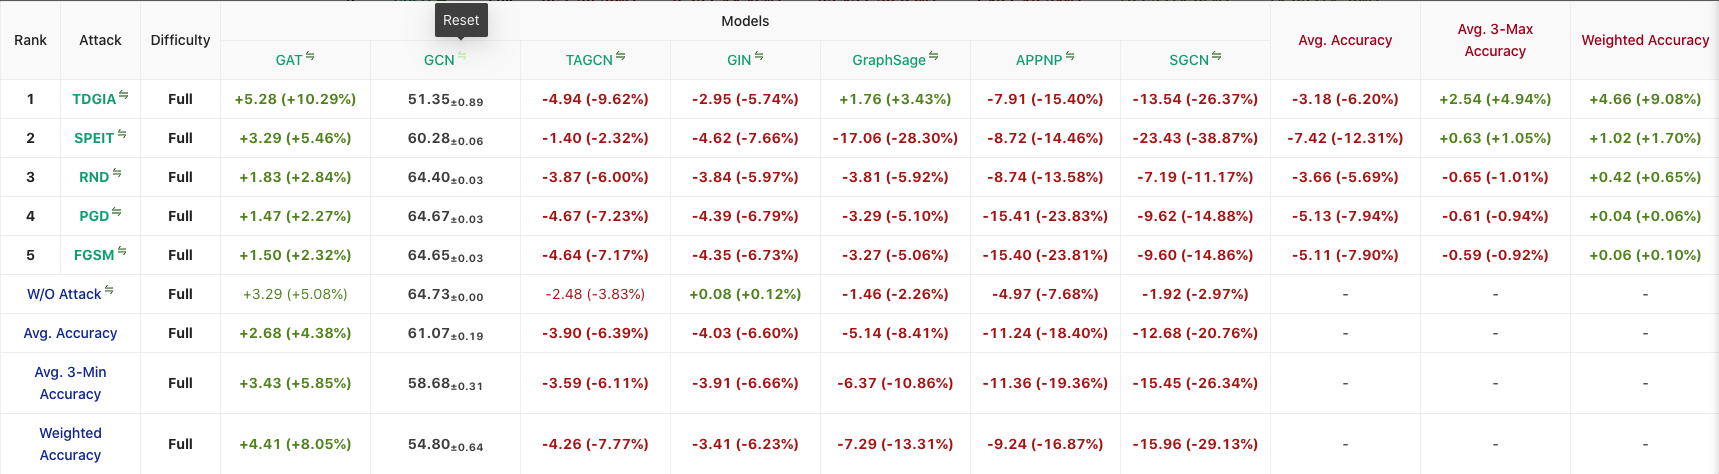 Reset
Rank Attack Difficulty Models Avg. Accuracy Avg. 3-Max Accuracy Weighted Accuracy
GAT GCN TAGCN GIN GraphSage APPNP SGCN
1 TDGIA Full +5.28 (+10.29%) 51.35±0.89 -4.94 (-9.62%) -2.95 (-5.74%) +1.76 (+3.43%) -7.91 (-15.40%) -13.54 (-26.37%) -3.18 (-6.20%) +2.54 (+4.94%) +4.66 (+9.08%)
2 SPEIT Full +3.29 (+5.46%) 60.28±0.06 -1.40 (-2.32%) -4.62 (-7.66%) -17.06 (-28.30%) -8.72 (-14.46%) -23.43 (-38.87%) -7.42 (-12.31%) +0.63 (+1.05%) +1.02 (+1.70%)
3 RND Full +1.83 (+2.84%) 64.40±0.03 -3.87 (-6.00%) -3.84 (-5.97%) -3.81 (-5.92%) -8.74 (-13.58%) -7.19 (-11.17%) -3.66 (-5.69%) -0.65 (-1.01%) +0.42 (+0.65%)
4 PGD Full +1.47 (+2.27%) 64.67±0.03 -4.67 (-7.23%) -4.39 (-6.79%) -3.29 (-5.10%) -15.41 (-23.83%) -9.62 (-14.88%) -5.13 (-7.94%) -0.61 (-0.94%) +0.04 (+0.06%)
5 FGSM Full +1.50 (+2.32%) 64.65±0.03 -4.64 (-7.17%) -4.35 (-6.73%) -3.27 (-5.06%) -15.40 (-23.81%) -9.60 (-14.86%) -5.11 (-7.90%) -0.59 (-0.92%) +0.06 (+0.10%)
W/O Attack Full +3.29 (+5.08%) 64.73±0.00 -2.48 (-3.83%) +0.08 (+0.12%) -1.46 (-2.26%) -4.97 (-7.68%) -1.92 (-2.97%) - - -
Avg. Accuracy Full +2.68 (+4.38%) 61.07±0.19 -3.90 (-6.39%) -4.03 (-6.60%) -5.14 (-8.41%) -11.24 (-18.40%) -12.68 (-20.76%) - - -
Avg. 3-Min Accuracy Full +3.43 (+5.85%) 58.68±0.31 -3.59 (-6.11%) -3.91 (-6.66%) -6.37 (-10.86%) -11.36 (-19.36%) -15.45 (-26.34%) - - -
Weighted Accuracy Full +4.41 (+8.05%) 54.80±0.64 -4.26 (-7.77%) -3.41 (-6.23%) -7.29 (-13.31%) -9.24 (-16.87%) -15.96 (-29.13%) - - -